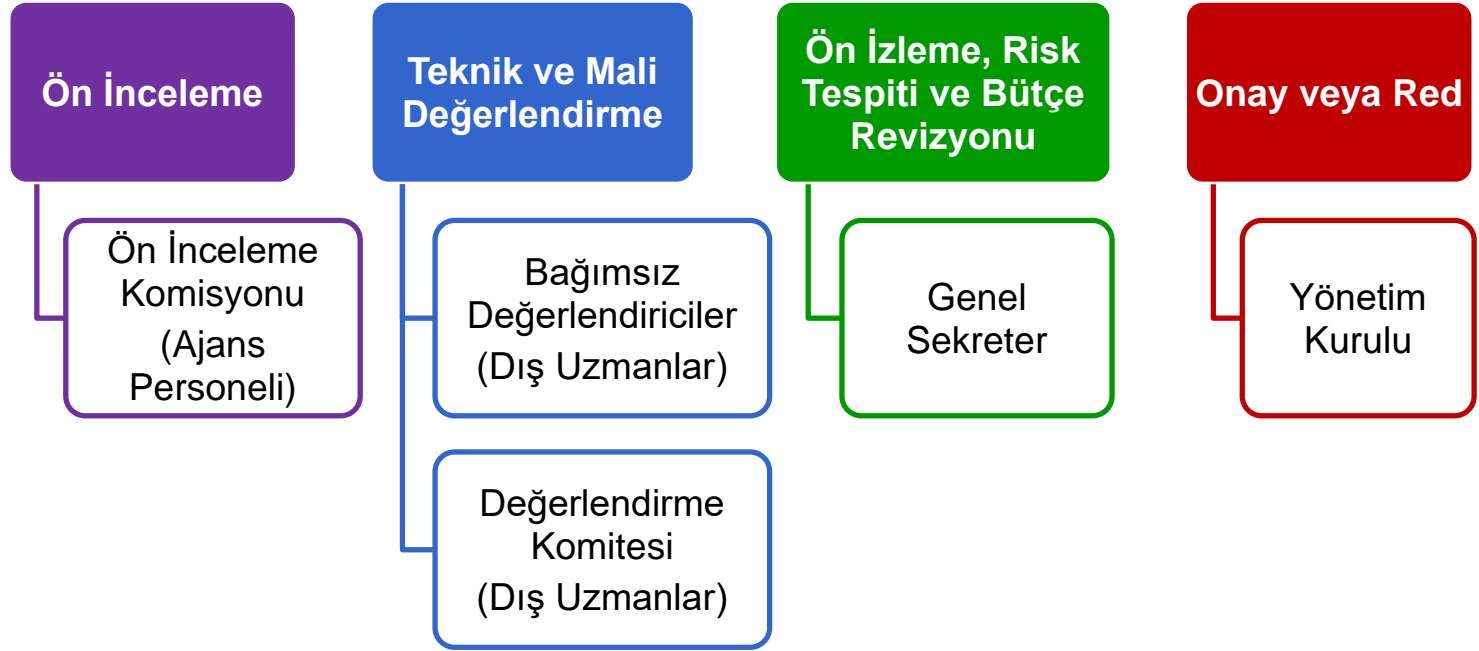 Ön İnceleme
Ön İnceleme
Komisyonu
(Ajans
Personeli)
Teknik ve Mali
Değerlendirme
Bağımsız
Değerlendiriciler
(Dış Uzmanlar)
Değerlendirme
Komitesi
(Dış Uzmanlar)
Ön İzleme, Risk
Tespiti ve Bütçe
Revizyonu
Genel
Sekreter
Onay veya Red
Yönetim
Kurulu